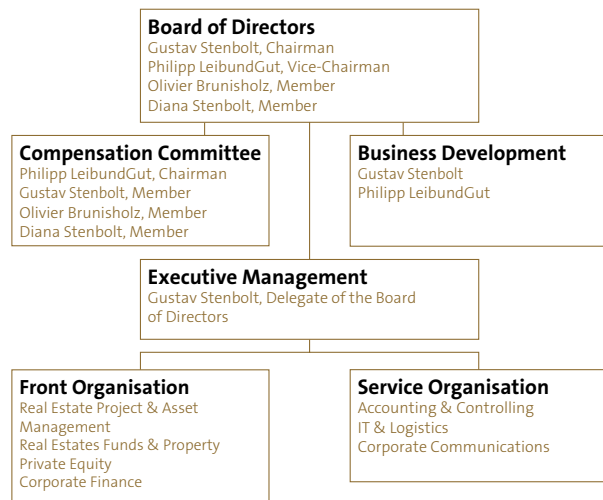 Board of Directors
Gustav Stenbolt, Chairman
Philipp LeibundGut, Vice-Chairman
Olivier Brunisholz, Member
Diana Stenbolt, Member
Compensation Committee
Philipp LeibundGut, Chairman
Gustav Stenbolt, Member
Olivier Brunisholz, Member
Diana Stenbolt, Member
Business Development
Gustav Stenbolt
Philipp LeibundGut
Executive Management
Gustav Stenbolt, Delegate of the Board
of Directors
Front Organisation
Real Estate Project & Asset
Management
Real Estates Funds & Property
Private Equity
Corporate Finance
Service Organisation
Accounting & Controlling
IT & Logistics
Corporate Communications